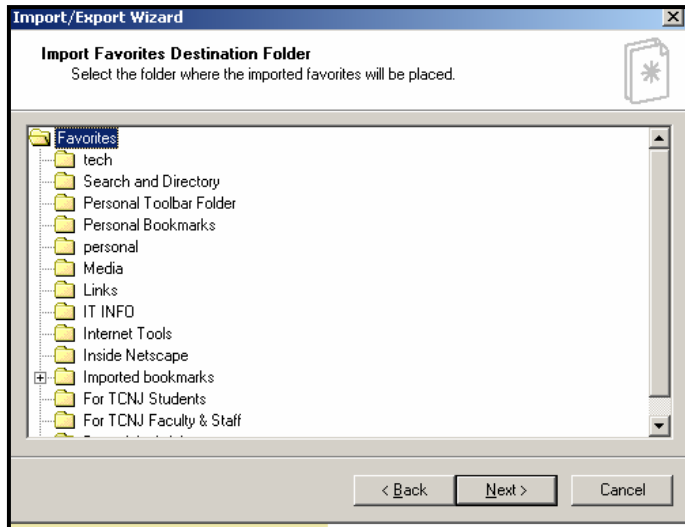 Import/Export Wizard
Import Favorites Destination Folder
Select the folder where the imported favorites will be placed.
Favorites
tech
Search and Directory
Personal Toolbar Folder
Personal Bookmarks
personal
Media
Links
IT INFO
Internet Tools
Inside Netscape
Imported bookmarks
For TCNJ Students
For TCNJ Faculty & Staff
< Back Next > Cancel